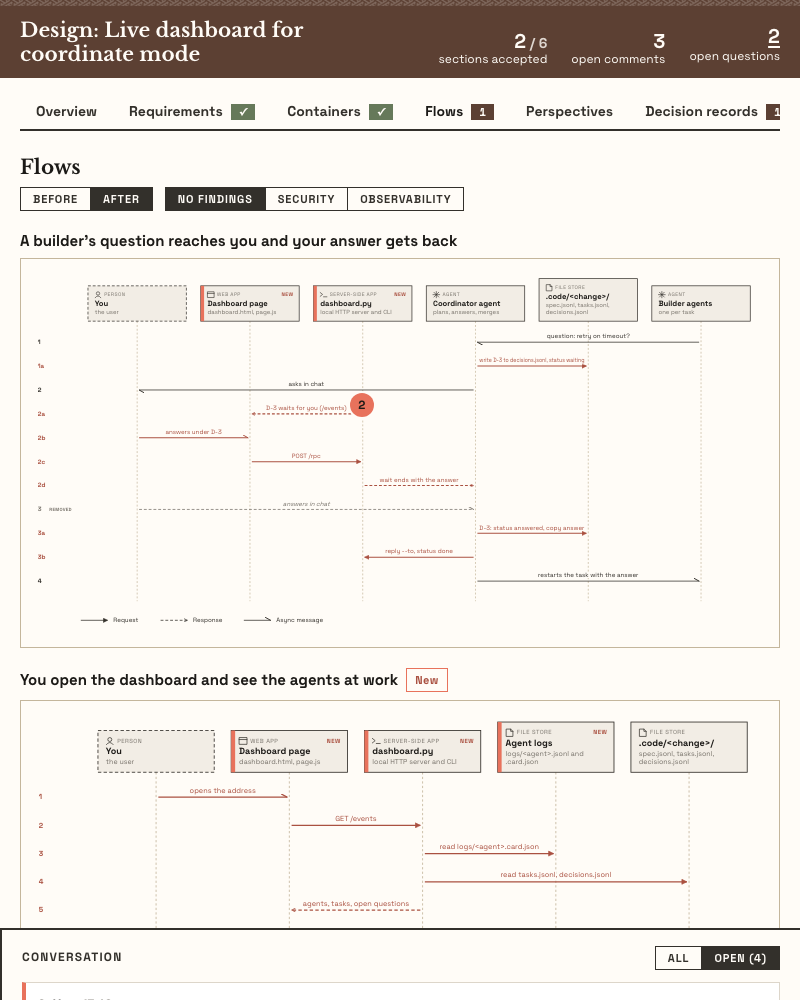 Design: Live dashboard for
coordinate mode
2 / 6
sections accepted
3
open comments
2
open questions
Overview
Requirements ✓
Containers ✓
Flows 1
Perspectives
Decision records 1
Flows
BEFORE AFTER NO FINDINGS SECURITY OBSERVABILITY
A builder's question reaches you and your answer gets back
PERSON
You
the user
WEB APP NEW
Dashboard page
dashboard.html, page.js
SERVER-SIDE APP NEW
dashboard.py
local HTTP server and CLI
AGENT
Coordinator agent
plans, answers, merges
FILE STORE
.code/<change>/
spec.jsonl, tasks.jsonl,
decisions.jsonl
AGENT
Builder agents
one per task
1 question: retry on timeout?
1a write D-3 to decisions.jsonl, status waiting
2 asks in chat
2a D-3 waits for you (/events) 2
2b answers under D-3
2c POST /rpc
2d wait ends with the answer
3 REMOVED answers in chat
3a D-3: status answered, copy answer
3b reply --to, status done
4 restarts the task with the answer
Request Response Async message
You open the dashboard and see the agents at work New
PERSON
You
the user
WEB APP NEW
Dashboard page
dashboard.html, page.js
SERVER-SIDE APP NEW
dashboard.py
local HTTP server and CLI
FILE STORE NEW
Agent logs
logs/<agent>.jsonl and
.card.json
FILE STORE
.code/<change>/
spec.jsonl, tasks.jsonl,
decisions.jsonl
1 opens the address
2 GET /events
3 read logs/<agent>.card.json
4 read tasks.jsonl, decisions.jsonl
5 agents, tasks, open questions
CONVERSATION
ALL OPEN (4)